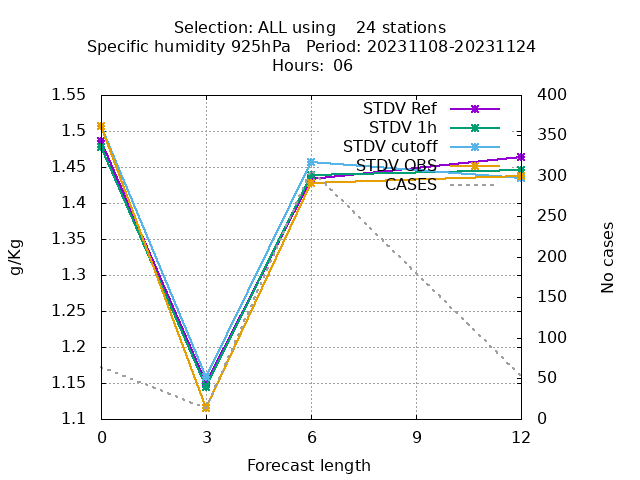 Selection: ALL using    24 stations
Specific humidity 925hPa   Period: 20231108-20231124
Hours:  06
STDV Ref
STDV 1h
STDV cutoff
STDV OBS
CASES
1.55
1.5
1.45
1.4
1.35
1.3
1.25
1.2
1.15
1.1
400
350
300
250
200
150
100
50
0
g/Kg
No cases
0 3 6 9 12
Forecast length